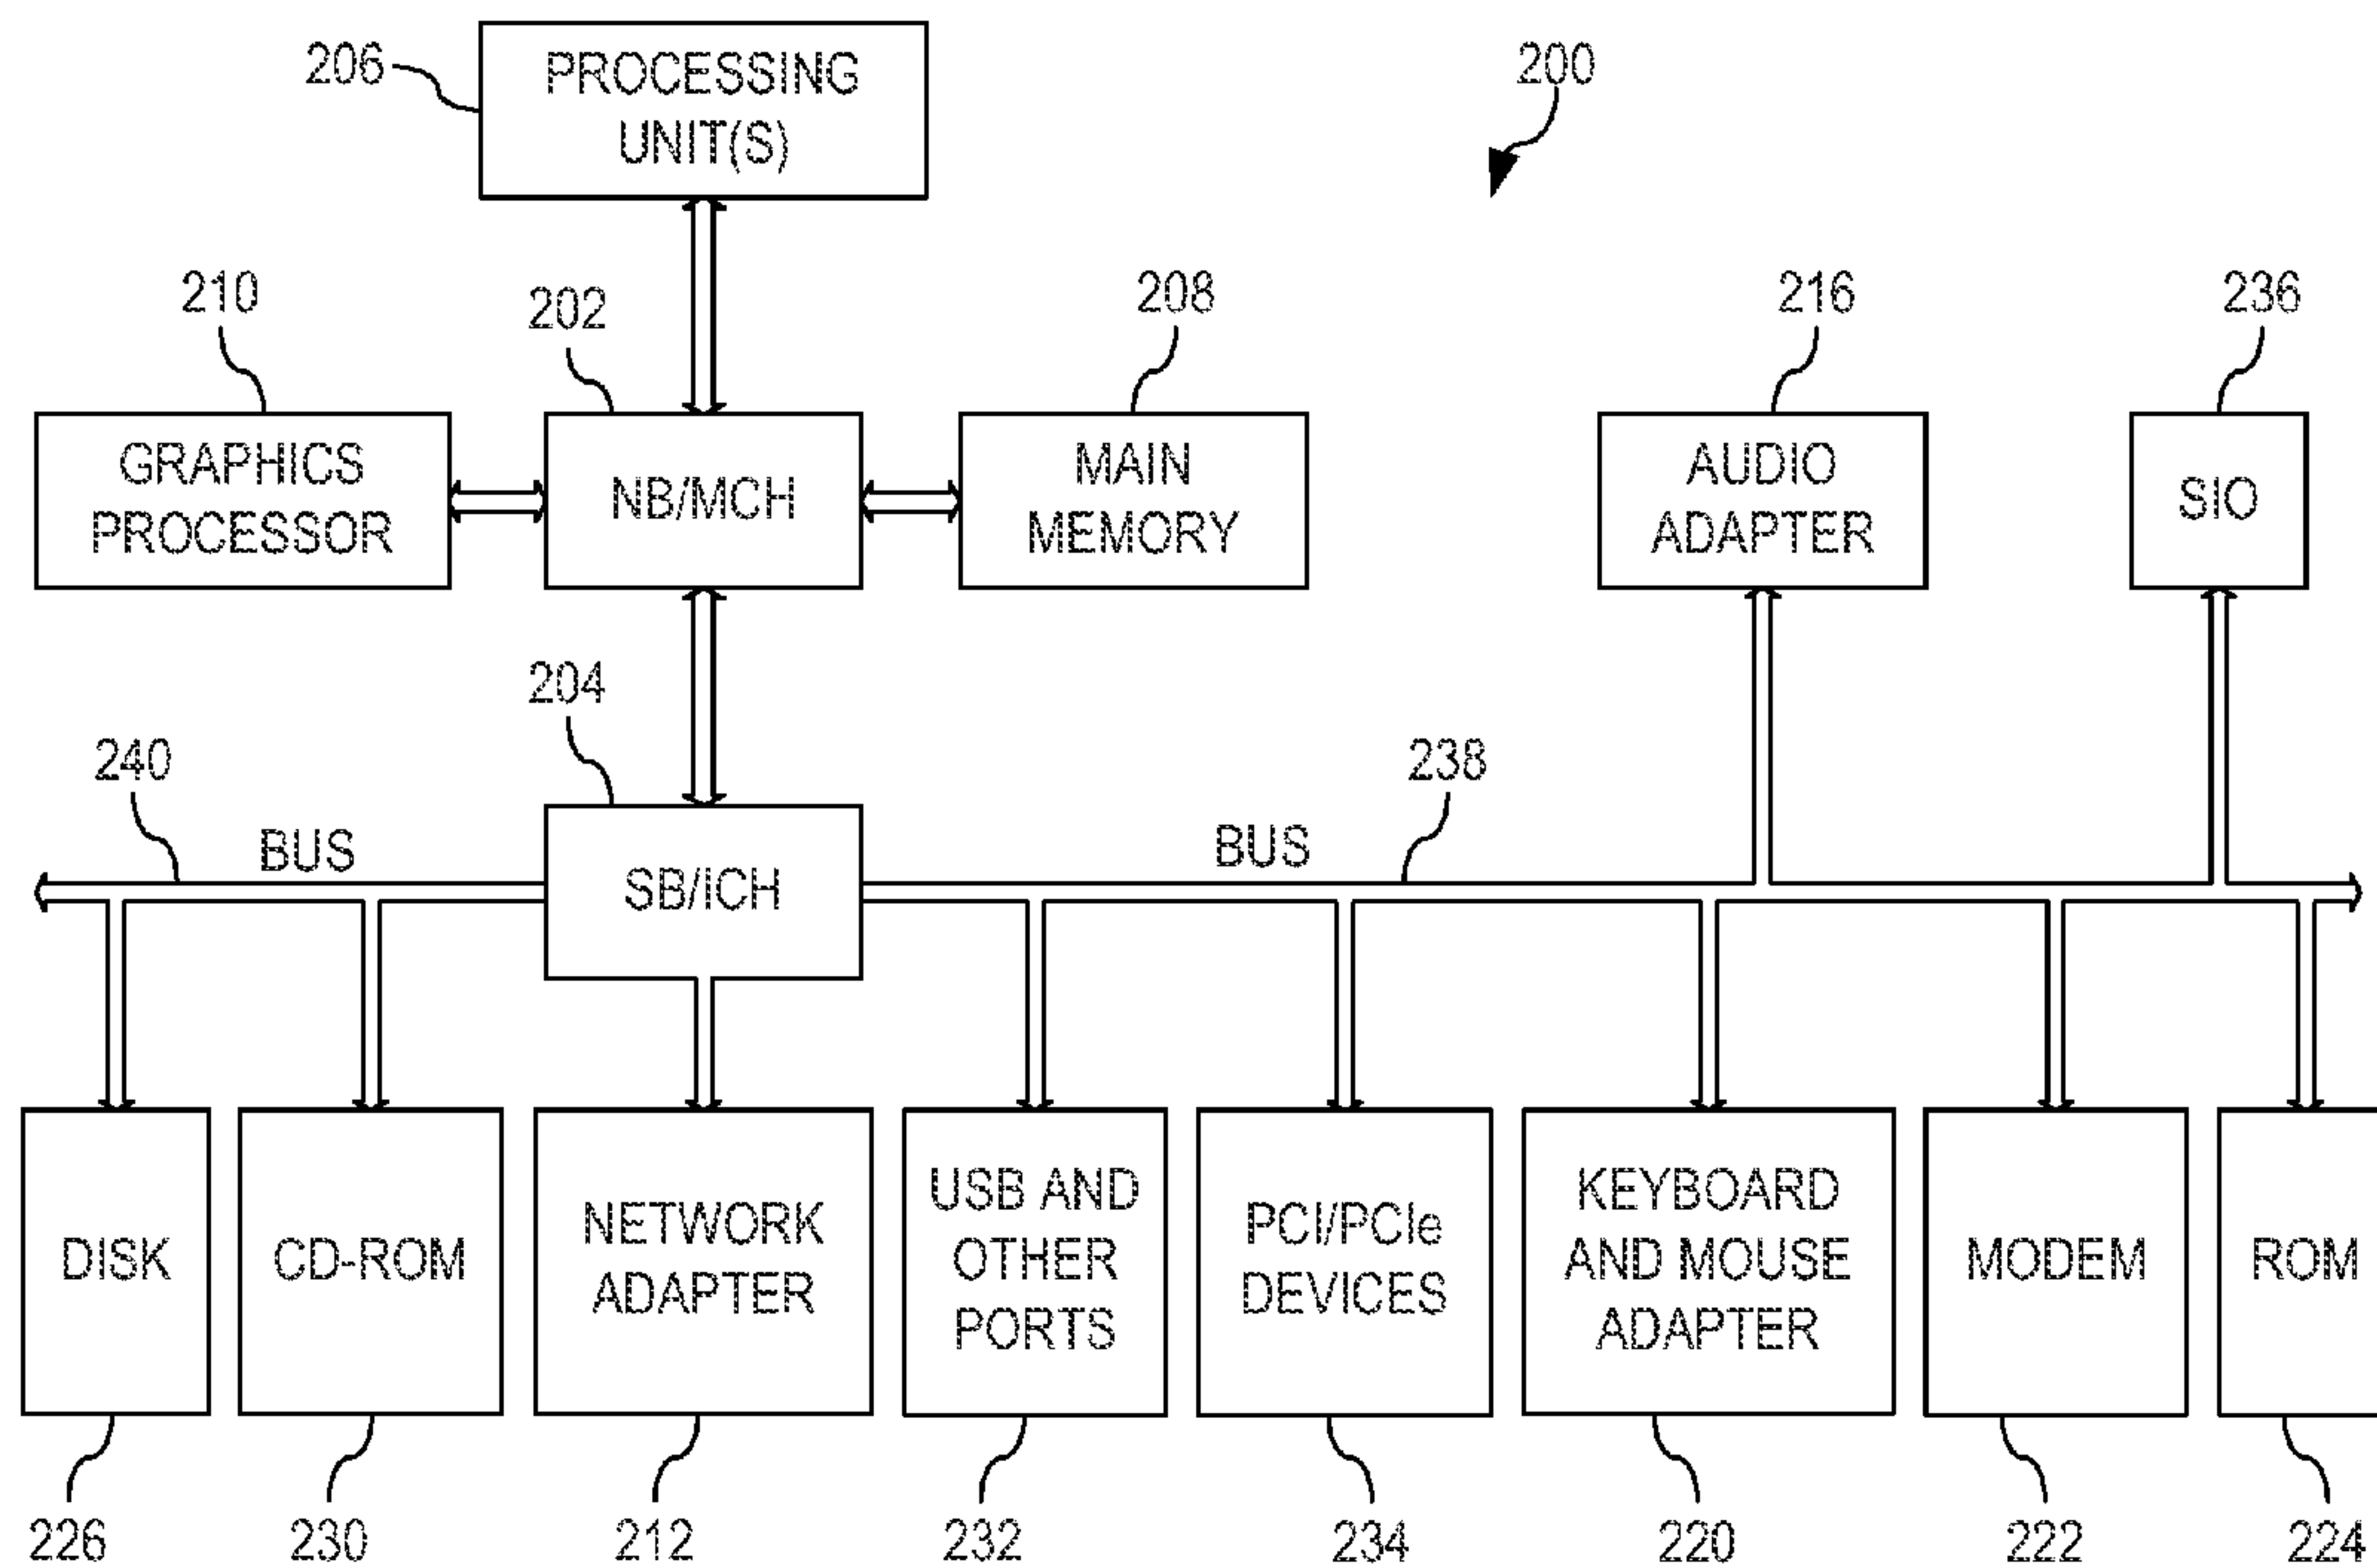 206
PROCESSING
UNIT(S)
200
210
202
208
216
236
GRAPHICS
PROCESSOR
NB/MCH
MAIN
MEMORY
AUDIO
ADAPTER
SIO
204
240
238
BUS
SB/ICH
BUS
DISK
CD-ROM
NETWORK
ADAPTER
USB AND
OTHER
PORTS
PCI/PCIe
DEVICES
KEYBOARD
AND MOUSE
ADAPTER
MODEM
ROM
226
230
212
232
234
220
222
224